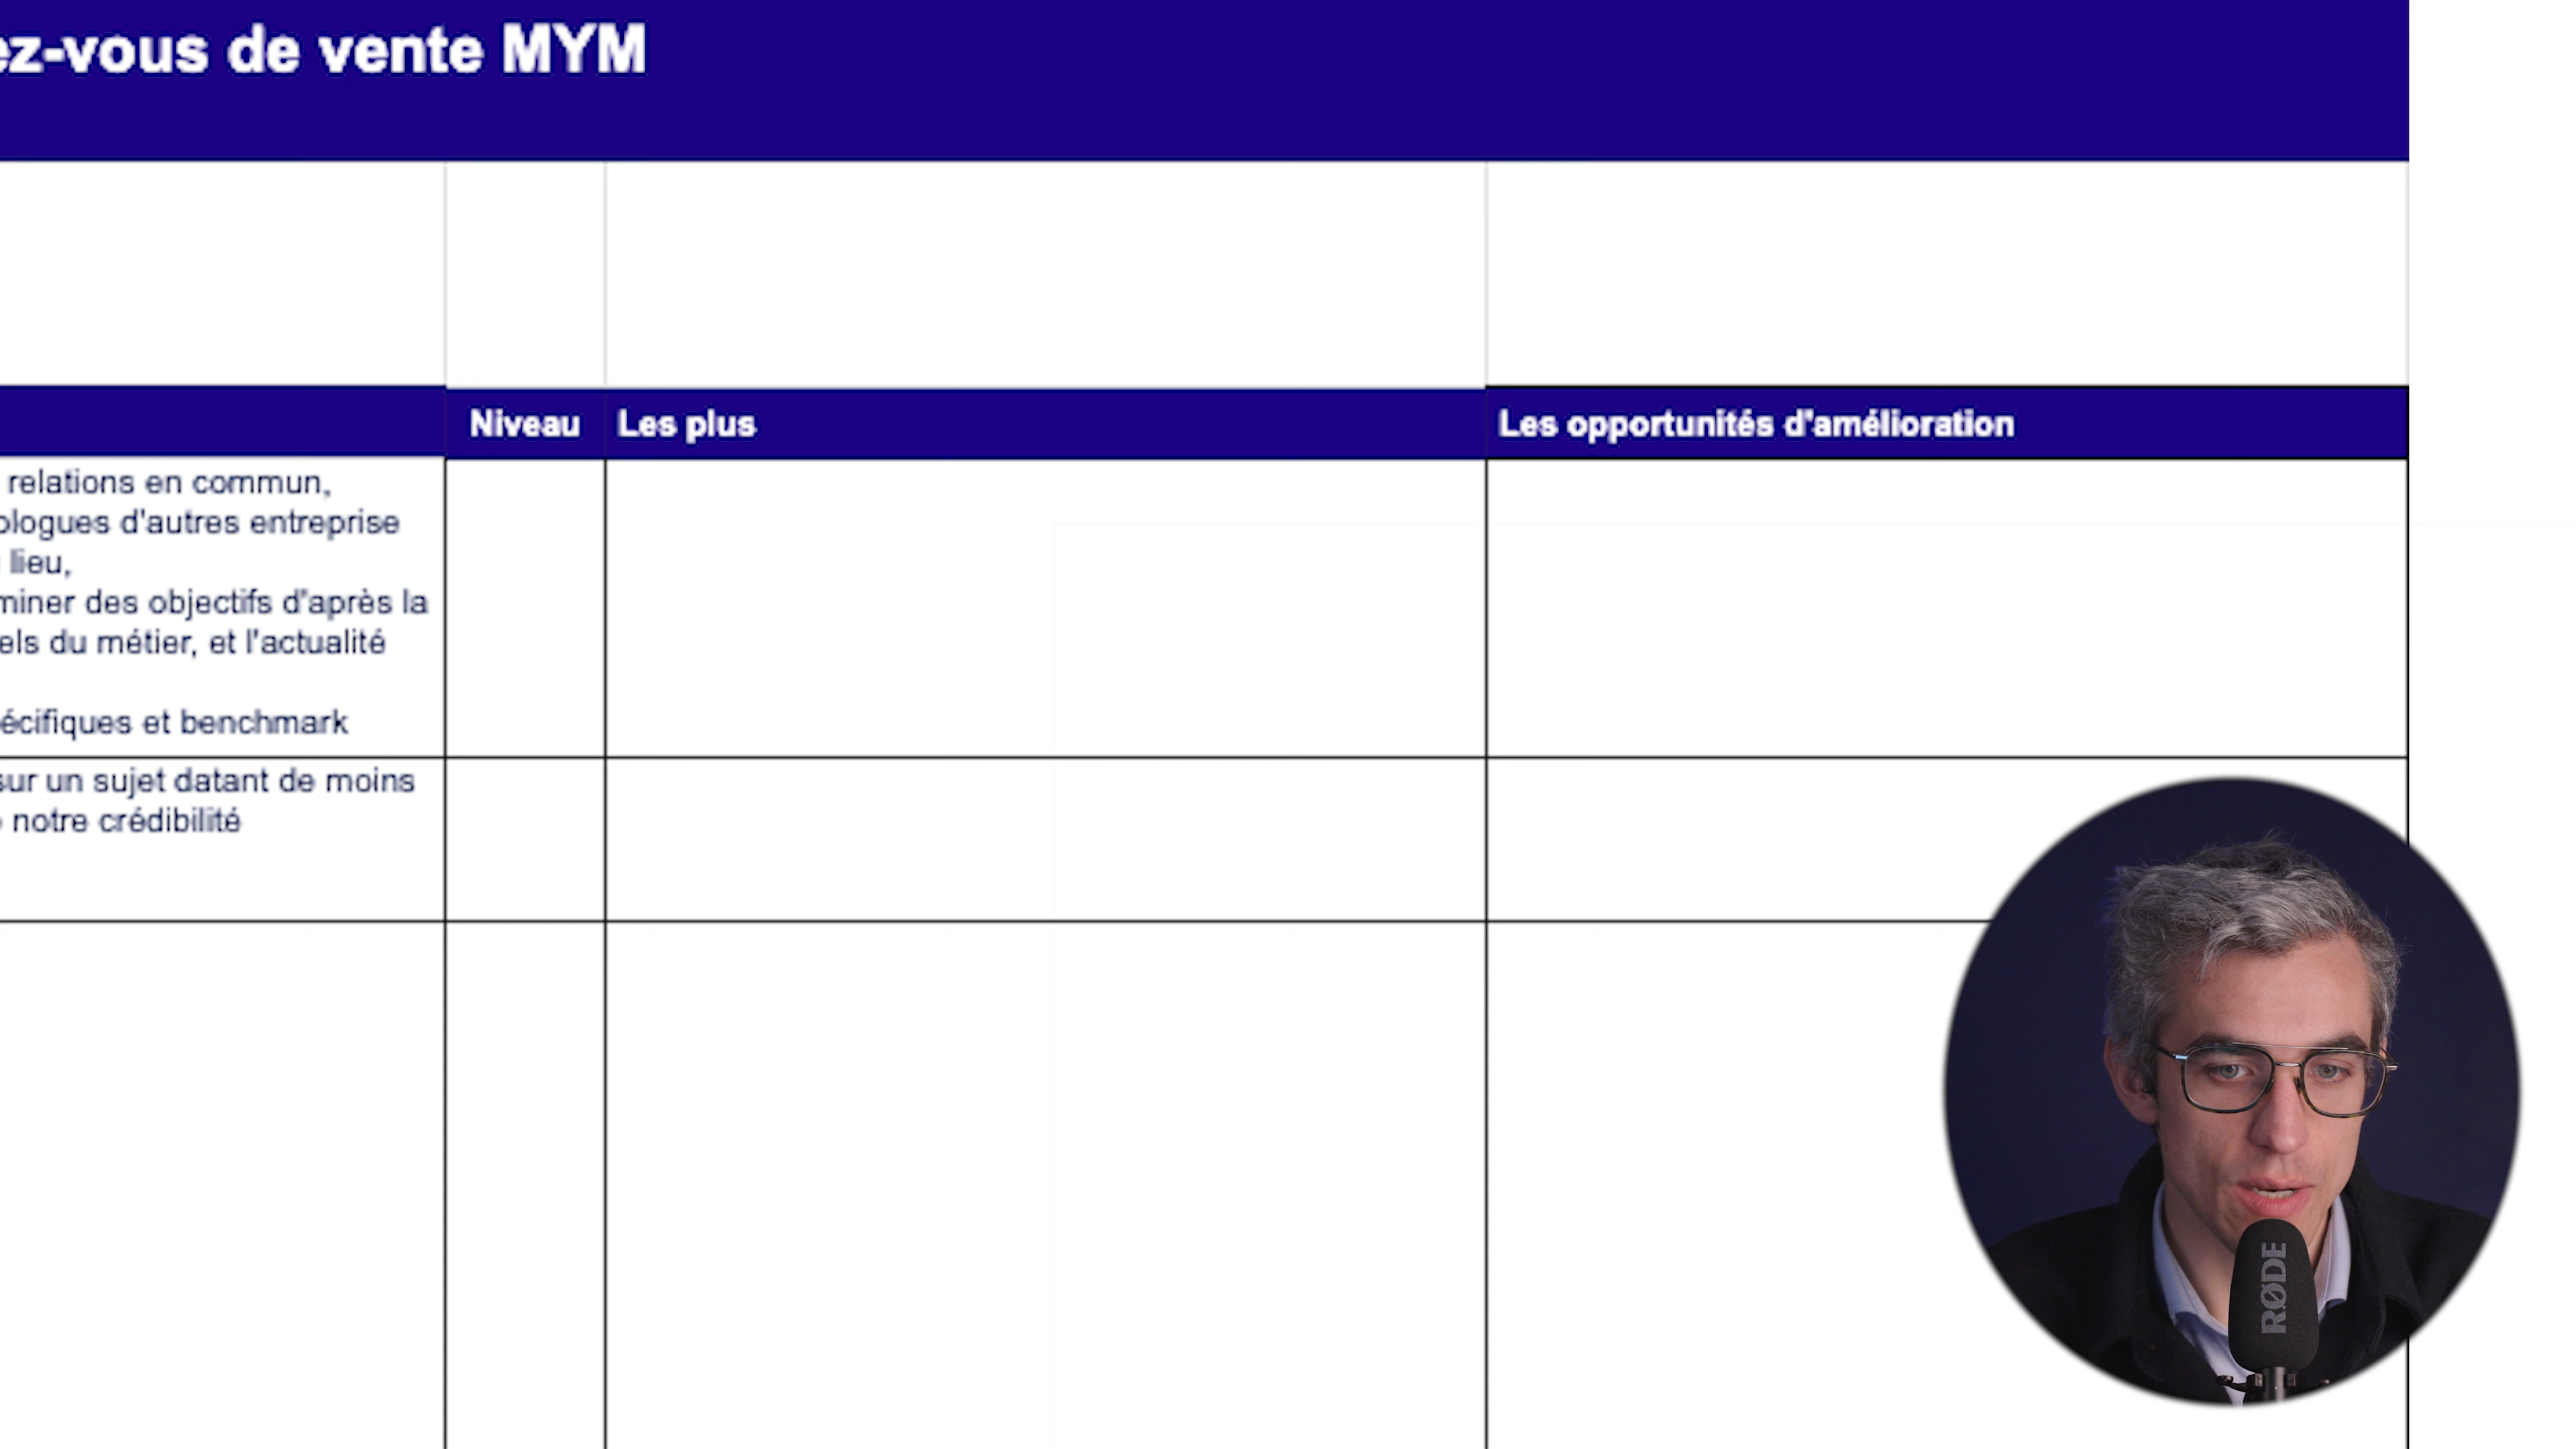 ez-vous de vente MYM
Niveau
Les plus
Les opportunités d'amélioration
relations en commun,
ologues d'autres entreprise
lieu,
miner des objectifs d'après la
els du métier, et l'actualité
écifiques et benchmark
sur un sujet datant de moins
notre crédibilité
RØDE